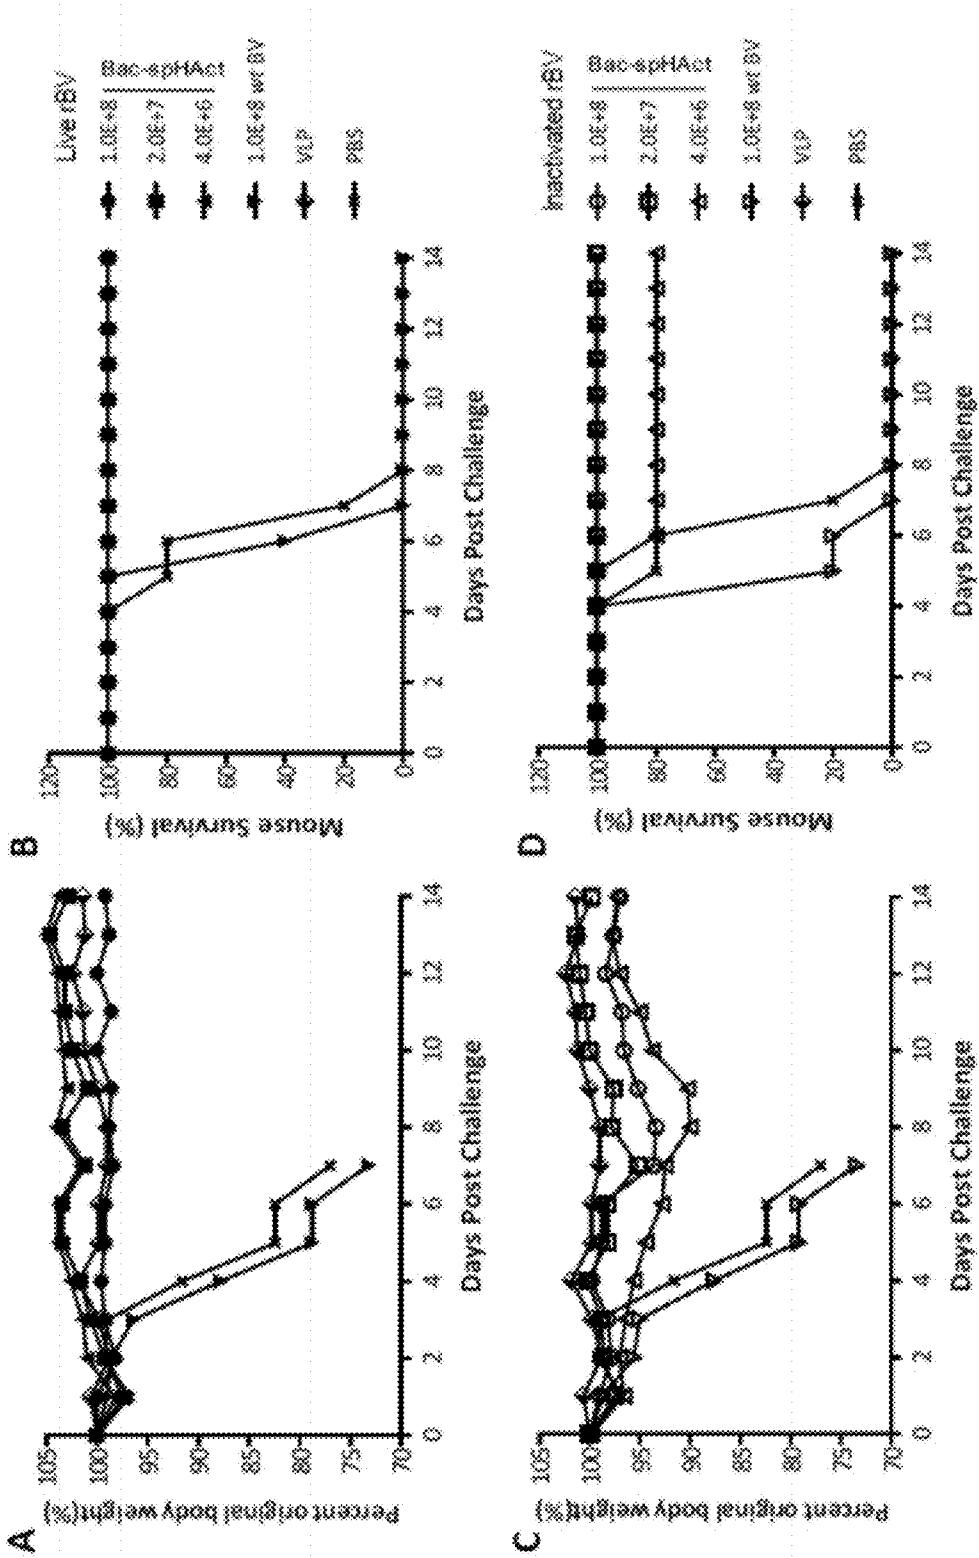 A
Percent original body weight(%)
105
100
95
90
85
80
75
70
0 2 4 6 8 10 12 14
Days Post Challenge
B
Mouse Survival (%)
120
100
80
60
40
20
0
0 2 4 6 8 10 12 14
Days Post Challenge
Live rBV
1.0E+8
2.0E+7
4.0E+6
Bac-spHAct
1.0E+8 wt BV
VLP
PBS
C
Percent original body weight(%)
105
100
95
90
85
80
75
70
0 2 4 6 8 10 12 14
Days Post Challenge
D
Mouse Survival (%)
120
100
80
60
40
20
0
0 2 4 6 8 10 12 14
Days Post Challenge
Inactivated rBV
1.0E+8
2.0E+7
4.0E+6
Bac-spHAct
1.0E+8 wt BV
VLP
PBS